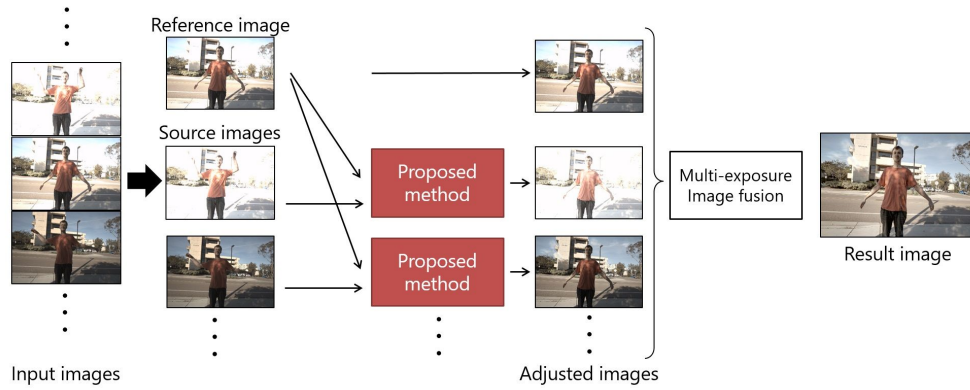 Reference image
Source images
Proposed
method
Proposed
method
Multi-exposure
Image fusion
Result image
Input images
Adjusted images